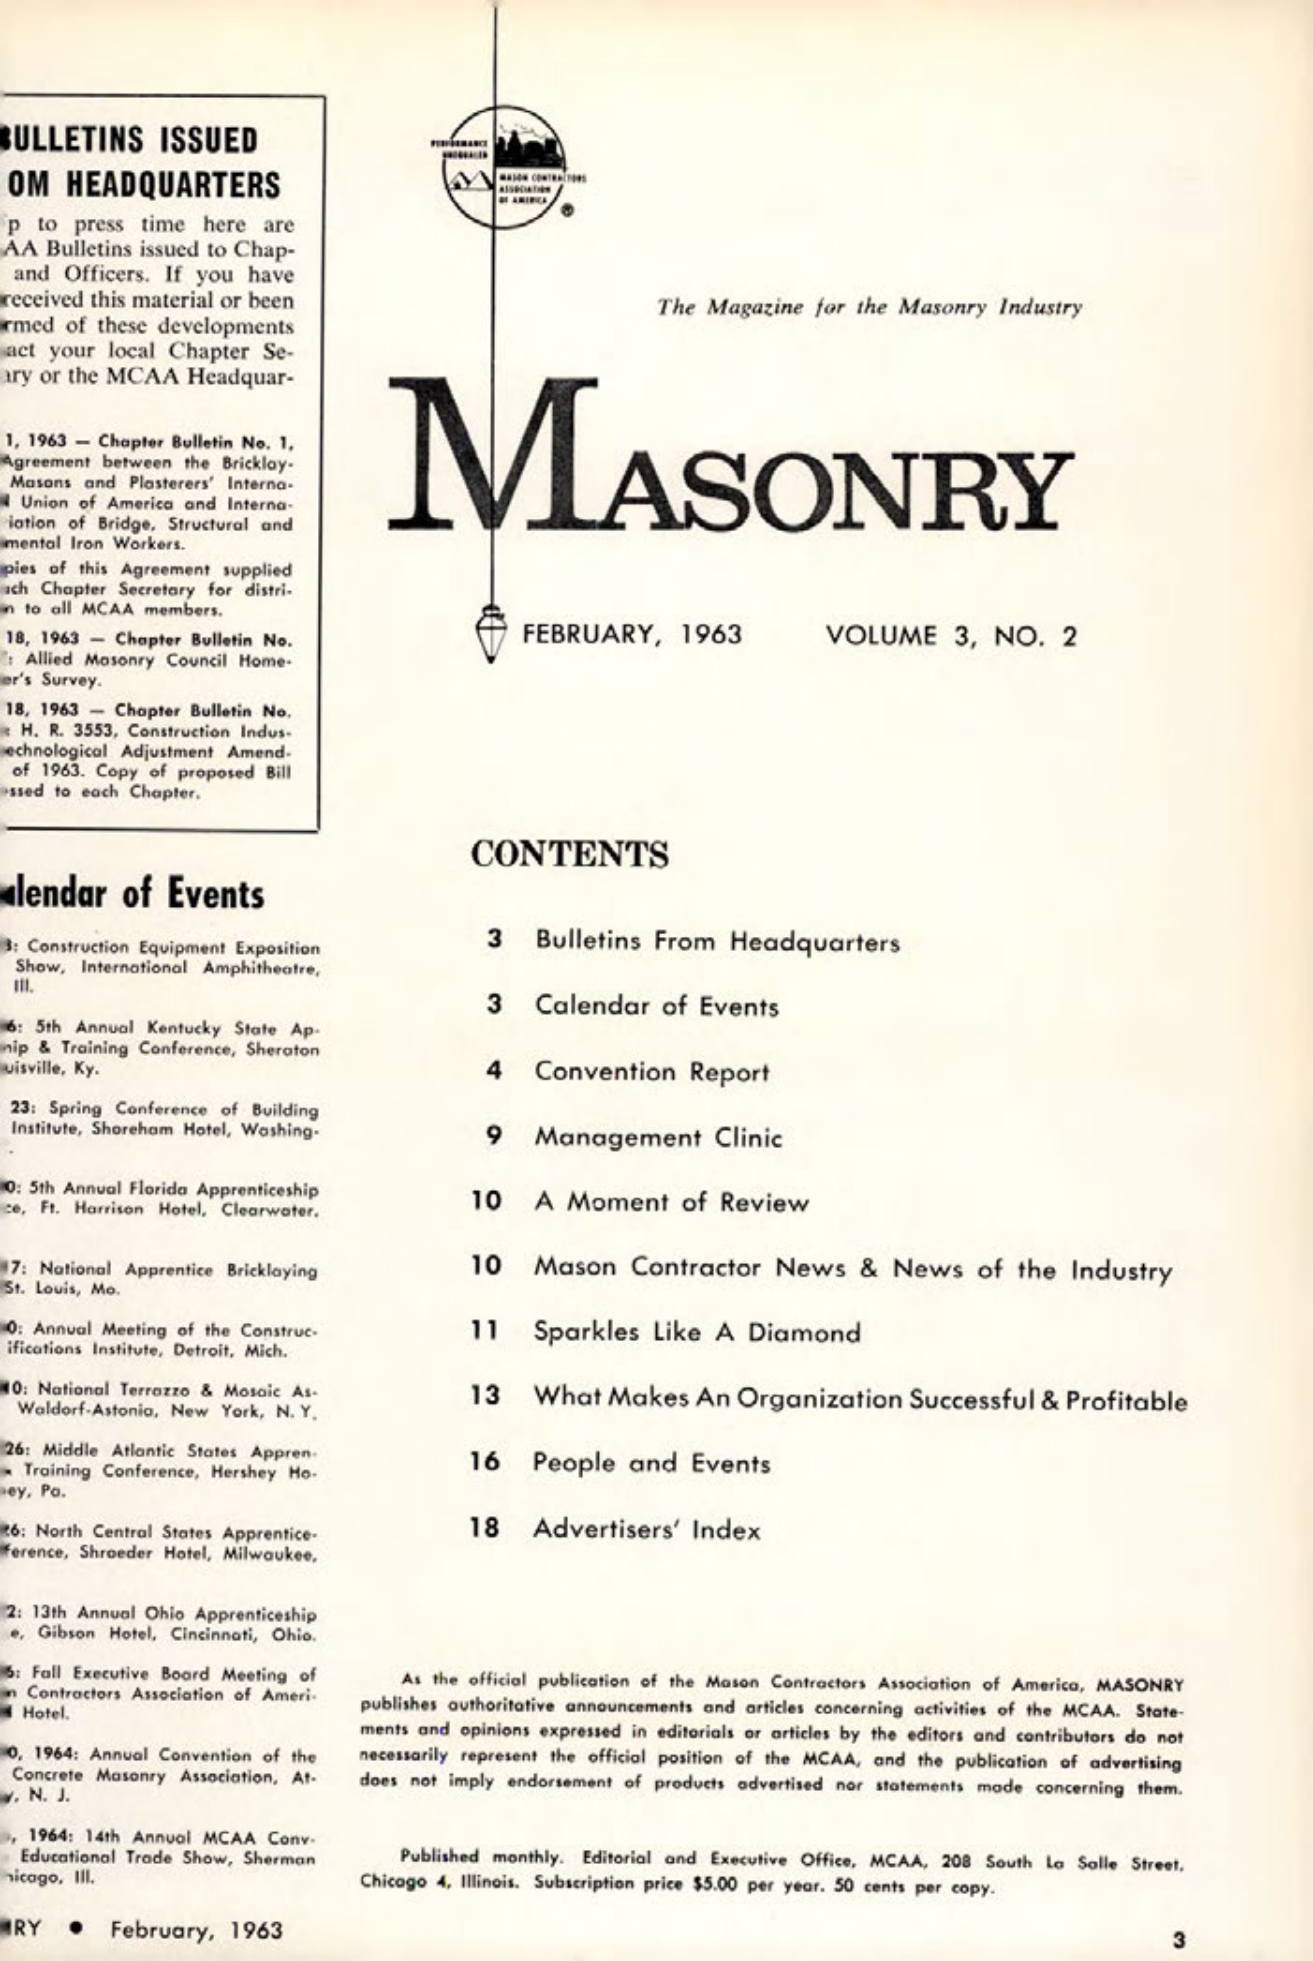 BULLETINS ISSUED
OM HEADQUARTERS
p to press time here are
AA Bulletins issued to Chap-
and Officers. If you have
received this material or been
rmed of these developments
act your local Chapter Se-
ary or the MCAA Headquar-
1, 1963 — Chapter Bulletin No. 1,
Agreement between the Bricklay-
Masons and Plasterers' Interna-
Union of America and Interna-
iation of Bridge, Structural and
mental Iron Workers.
pies of this Agreement supplied
ach Chapter Secretary for distri-
n to all MCAA members.
18, 1963 — Chapter Bulletin No.
: Allied Masonry Council Home-
er's Survey.
18, 1963 — Chapter Bulletin No.
: H. R. 3553, Construction Indus-
echnological Adjustment Amend-
of 1963. Copy of proposed Bill
ssed to each Chapter.
alendar of Events
3: Construction Equipment Exposition
Show, International Amphitheatre,
Ill.
6: 5th Annual Kentucky State Ap-
hip & Training Conference, Sheraton
uisville, Ky.
23: Spring Conference of Building
Institute, Shoreham Hotel, Washing-
0: 5th Annual Florida Apprenticeship
ce, Ft. Harrison Hotel, Clearwater,
17: National Apprentice Bricklaying
St. Louis, Mo.
0: Annual Meeting of the Construc-
ifications Institute, Detroit, Mich.
10: National Terrazzo & Mosaic As-
Waldorf-Astonia, New York, N. Y.
26: Middle Atlantic States Appren-
Training Conference, Hershey Ho-
ey, Pa.
26: North Central States Apprentice-
ference, Shroeder Hotel, Milwaukee,
2: 13th Annual Ohio Apprenticeship
e, Gibson Hotel, Cincinnati, Ohio.
5: Fall Executive Board Meeting of
n Contractors Association of Ameri-
Hotel.
0, 1964: Annual Convention of the
Concrete Masonry Association, At-
y, N. J.
, 1964: 14th Annual MCAA Conv-
Educational Trade Show, Sherman
hicago, Ill.
RY • February, 1963
PERFORMANCE
UNEQUALED
MASON CONTRACTORS
ASSOCIATION
OF AMERICA
®
The Magazine for the Masonry Industry
MASONRY
FEBRUARY, 1963 VOLUME 3, NO. 2
CONTENTS
3 Bulletins From Headquarters
3 Calendar of Events
4 Convention Report
9 Management Clinic
10 A Moment of Review
10 Mason Contractor News & News of the Industry
11 Sparkles Like A Diamond
13 What Makes An Organization Successful & Profitable
16 People and Events
18 Advertisers' Index
As the official publication of the Mason Contractors Association of America, MASONRY
publishes authoritative announcements and articles concerning activities of the MCAA. State-
ments and opinions expressed in editorials or articles by the editors and contributors do not
necessarily represent the official position of the MCAA, and the publication of advertising
does not imply endorsement of products advertised nor statements made concerning them.
Published monthly. Editorial and Executive Office, MCAA, 208 South La Salle Street,
Chicago 4, Illinois. Subscription price $5.00 per year. 50 cents per copy.
3